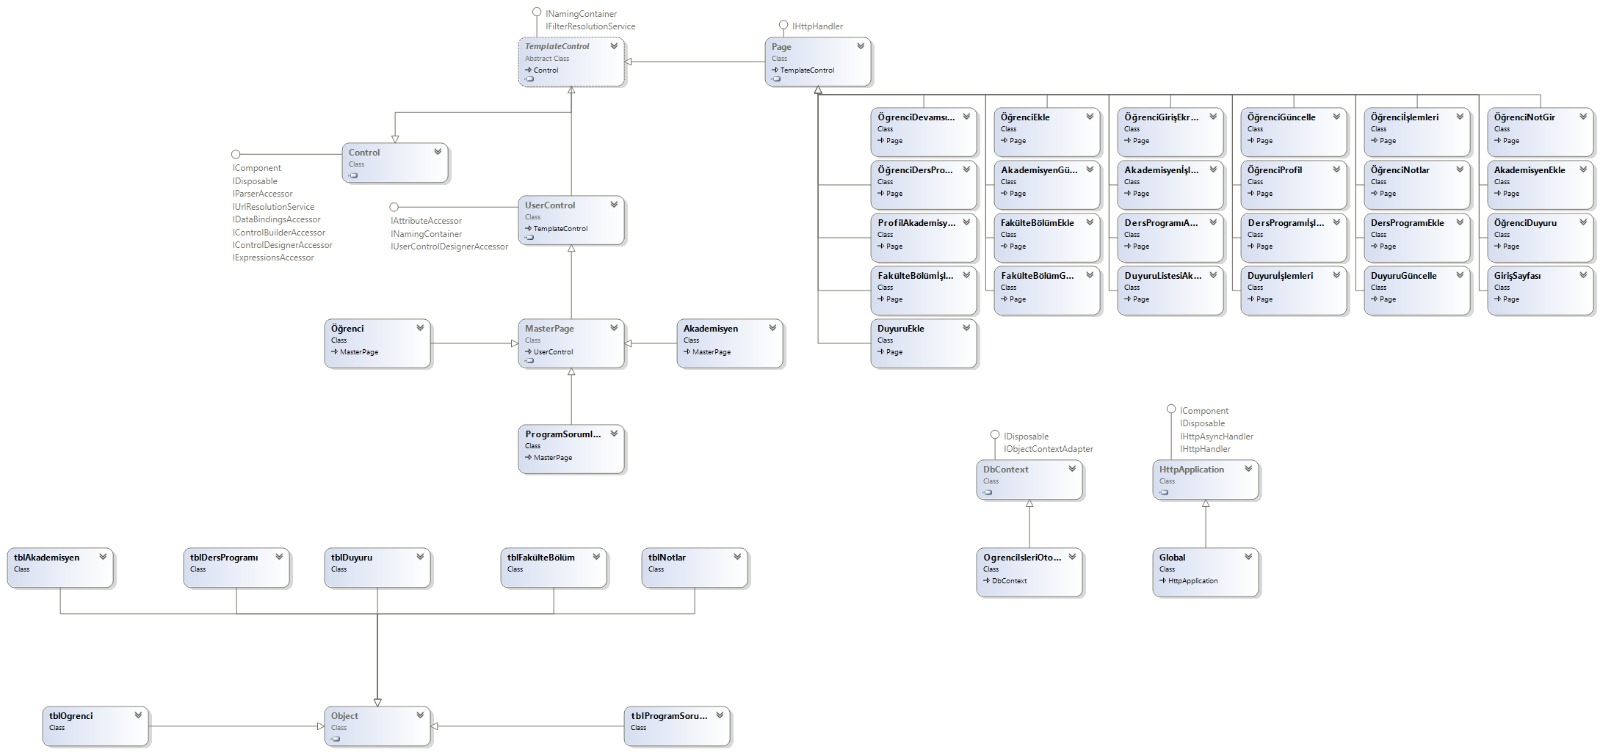 INamingContainer
IFilterResolutionService
TemplateControl
Abstract Class
Control
IHttpHandler
Page
Class
TemplateControl
Control
Class
IComponent
IDisposable
IParserAccessor
IUrlResolutionService
IDataBindingsAccessor
IControlBuilderAccessor
IControlDesignerAccessor
IExpressionsAccessor
UserControl
Class
TemplateControl
IAttributeAccessor
INamingContainer
IUserControlDesignerAccessor
Öğrenci
Class
MasterPage
MasterPage
Class
UserControl
Akademisyen
Class
MasterPage
ProgramSoruml...
Class
MasterPage
ÖgrenciDevamsı...
Class
Page
ÖğrenciEkle
Class
Page
ÖğrenciGirişEkr...
Class
Page
ÖğrenciGüncelle
Class
Page
Öğrencilşlemleri
Class
Page
ÖğrenciNotGir
Class
Page
ÖğrenciDersPro...
Class
Page
AkademisyenGü...
Class
Page
Akademisyenİşl...
Class
Page
ÖğrenciProfil
Class
Page
ÖğrenciNotlar
Class
Page
AkademisyenEkle
Class
Page
ProfilAkademisy...
Class
Page
FakülteBölümEkle
Class
Page
DersProgramıA...
Class
Page
DersProgramıİşl...
Class
Page
DersProgramıEkle
Class
Page
ÖğrenciDuyuru
Class
Page
FakülteBölümİşl...
Class
Page
FakülteBölümG...
Class
Page
DuyuruListesiAk...
Class
Page
Duyuruİşlemleri
Class
Page
DuyuruGüncelle
Class
Page
GirişSayfası
Class
Page
DuyuruEkle
Class
Page
IDisposable
IObjectContextAdapter
DbContext
Class
IComponent
IDisposable
IHttpAsyncHandler
IHttpHandler
HttpApplication
Class
OgrenciIsleriOto...
Class
DbContext
Global
Class
HttpApplication
tblAkademisyen
Class
tblDersProgramı
Class
tblDuyuru
Class
tblFakülteBölüm
Class
tblNotlar
Class
tblOgrenci
Class
Object
Class
tblProgramSoru...
Class